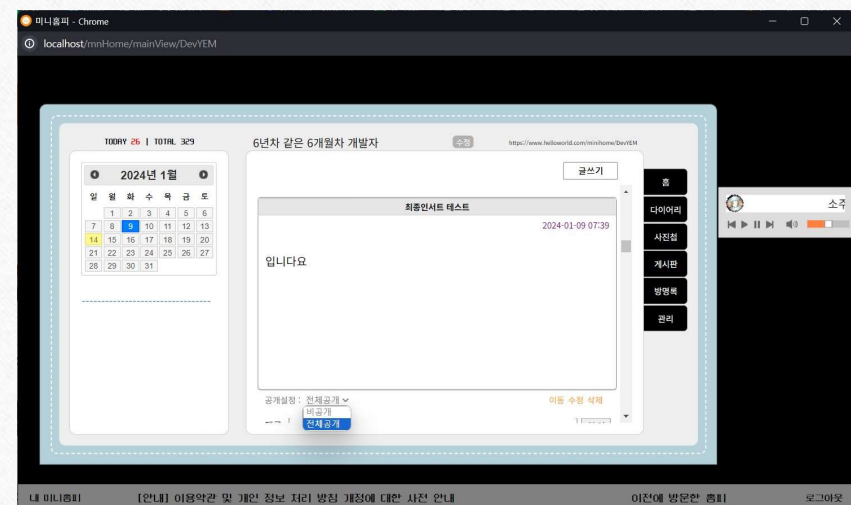 미니홈피 - Chrome
localhost/mnHome/mainView/DevYEM
TODAY 26 | TOTAL 329
6년차 같은 6개월차 개발자
수정
https://www.helloworld.com/minihome/DevYEM
2024년 1월
일 월 화 수 목 금 토
1 2 3 4 5 6
7 8 9 10 11 12 13
14 15 16 17 18 19 20
21 22 23 24 25 26 27
28 29 30 31
글쓰기
최종인서트 테스트
2024-01-09 07:39
입니다요
공개설정 : 전체공개
비공개
전체공개
이동 수정 삭제
홈
다이어리
사진첩
게시판
방명록
관리
소주
내 미니홈피
[안내] 이용약관 및 개인 정보 처리 방침 개정에 대한 사전 안내
이전에 방문한 홈피
로그아웃